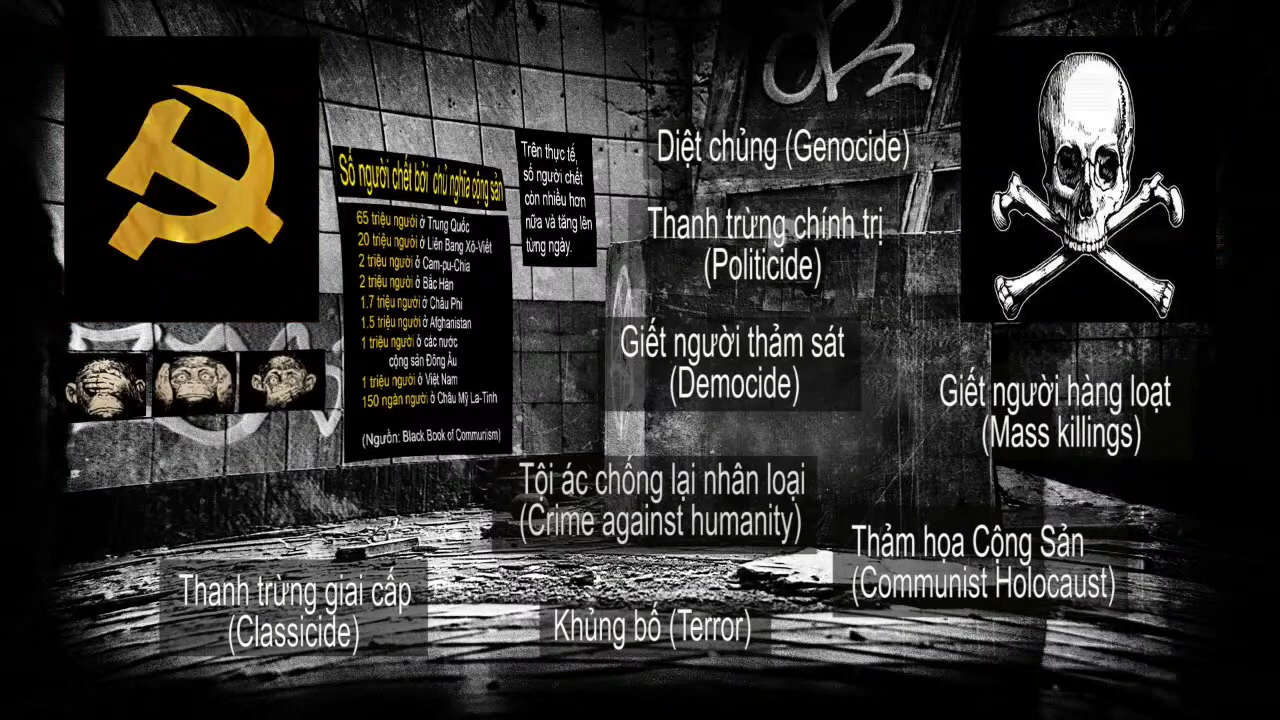 Số người chết bởi chủ nghĩa cộng sản
65 triệu người ở Trung Quốc
20 triệu người ở Liên Bang Xô-Viết
2 triệu người ở Cam-pu-Chia
2 triệu người ở Bắc Hàn
1.7 triệu người ở Châu Phi
1.5 triệu người ở Afghanistan
1 triệu người ở các nước
cộng sản Đông Âu
1 triệu người ở Việt Nam
150 ngàn người ở Châu Mỹ La-Tinh
(Nguồn: Black Book of Communism)
Trên thực tế,
số người chết
còn nhiều hơn
nữa và tăng lên
từng ngày.
Diệt chủng (Genocide)
Thanh trừng chính trị
(Politicide)
Giết người thảm sát
(Democide)
Giết người hàng loạt
(Mass killings)
Tội ác chống lại nhân loại
(Crime against humanity)
Thảm họa Cộng Sản
(Communist Holocaust)
Thanh trừng giai cấp
(Classicide)
Khủng bố (Terror)